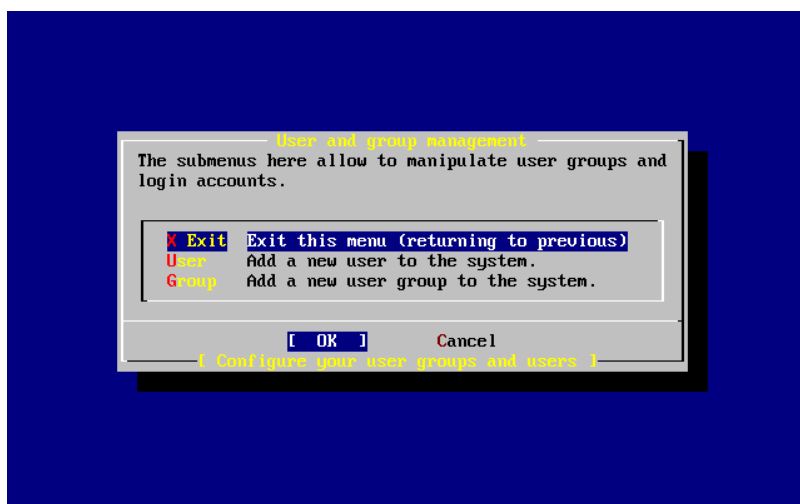 User and group management
The submenus here allow to manipulate user groups and
login accounts.
X Exit Exit this menu (returning to previous)
User Add a new user to the system.
Group Add a new user group to the system.
[ OK ] Cancel
[ Configure your user groups and users ]